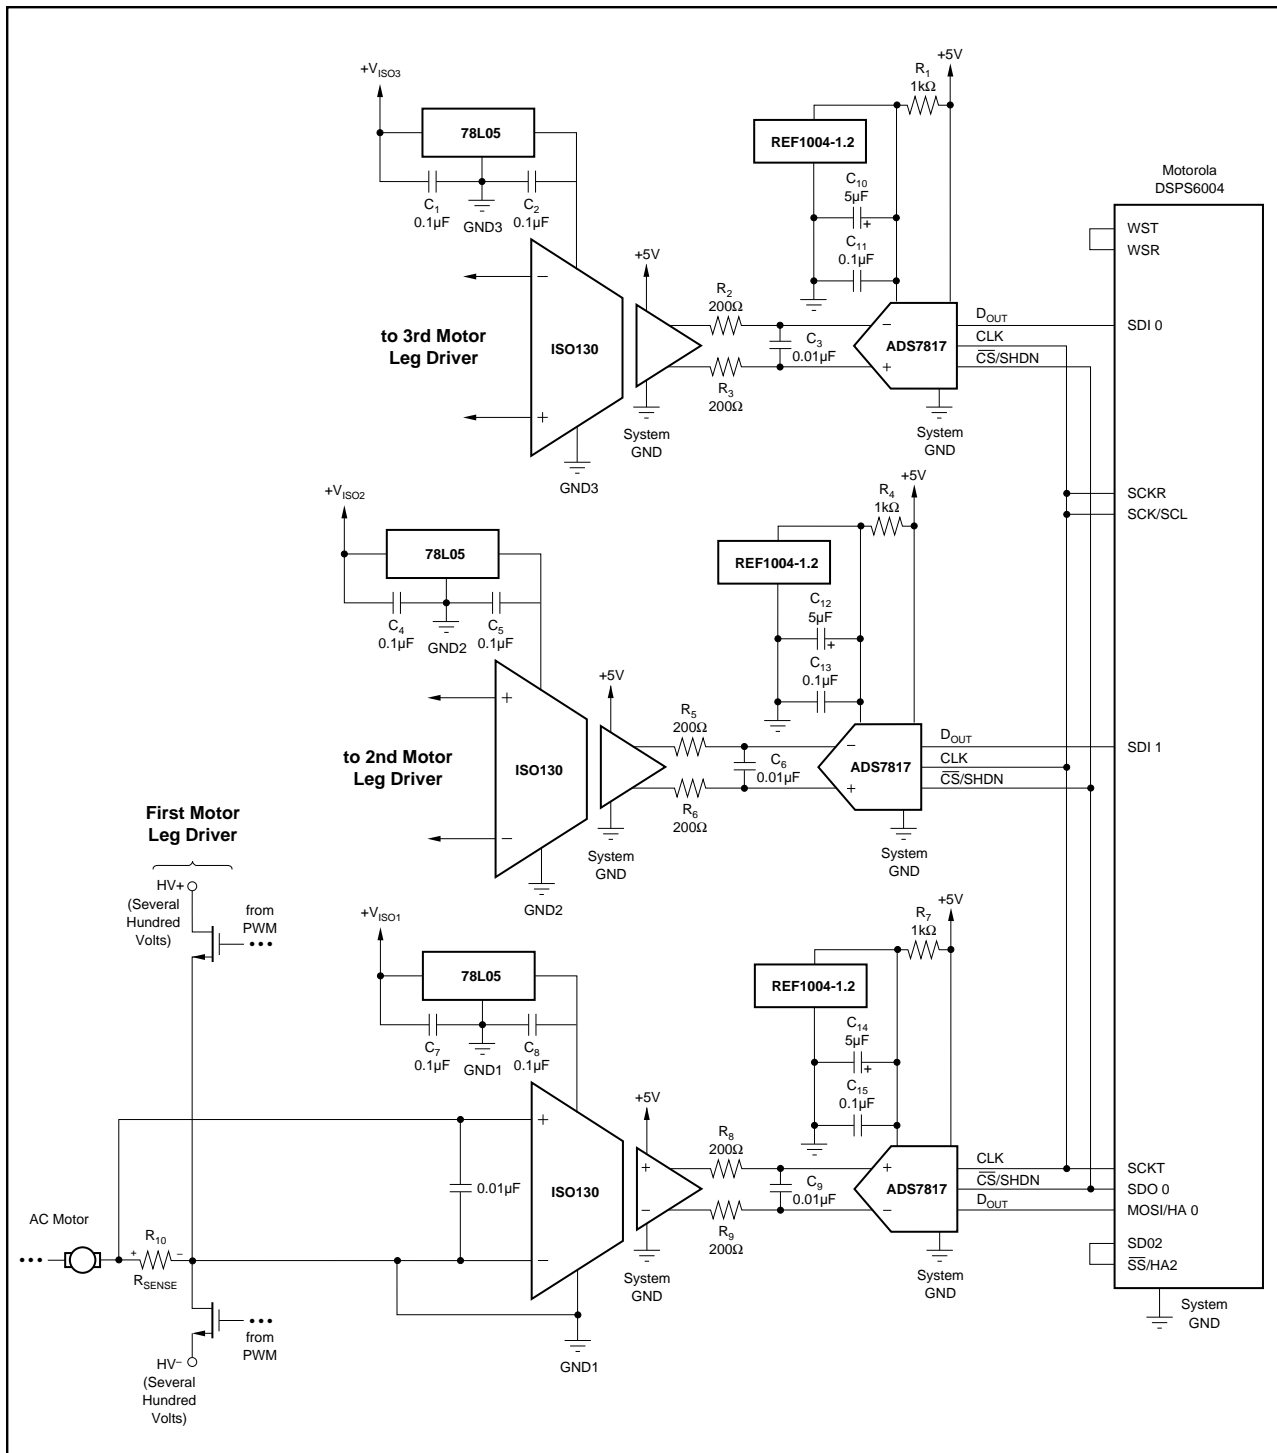 +5V
R1
1kΩ
+VISO3
78L05
REF1004-1.2
C1
0.1µF
C2
0.1µF
GND3
C10
5µF
+
C11
0.1µF
Motorola
DSPS6004
WST
WSR
+5V
−
to 3rd Motor
Leg Driver
+
ISO130
R2
200Ω
R3
200Ω
C3
0.01µF
−
+
ADS7817
DOUT
CLK
CS/SHDN
SDI 0
System
GND
System
GND
GND3
+5V
R4
1kΩ
SCKR
SCK/SCL
+VISO2
78L05
REF1004-1.2
C4
0.1µF
C5
0.1µF
GND2
C12
5µF
+
C13
0.1µF
+5V
+
to 2nd Motor
Leg Driver
−
ISO130
R5
200Ω
R6
200Ω
C6
0.01µF
−
+
ADS7817
DOUT
CLK
CS/SHDN
SDI 1
System
GND
System
GND
GND2
First Motor
Leg Driver
HV+
(Several
Hundred
Volts)
from
PWM
+5V
R7
1kΩ
+VISO1
78L05
REF1004-1.2
C7
0.1µF
C8
0.1µF
GND1
C14
5µF
+
C15
0.1µF
+5V
+
−
0.01µF
ISO130
+
−
R8
200Ω
R9
200Ω
C9
0.01µF
+
−
ADS7817
CLK
CS/SHDN
DOUT
SCKT
SDO 0
MOSI/HA 0
SD02
SS/HA2
AC Motor
+
R10
−
RSENSE
System
GND
System
GND
System
GND
GND1
from
PWM
HV−
(Several
Hundred
Volts)